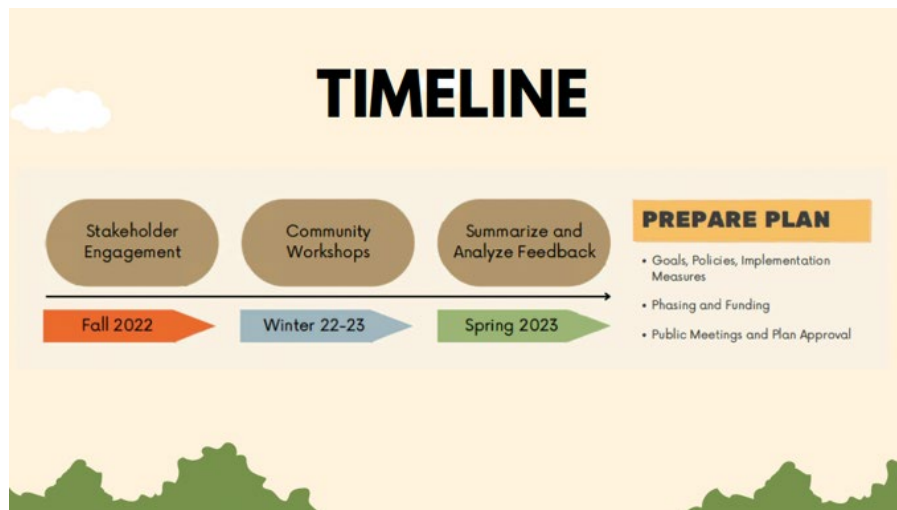 TIMELINE
Stakeholder
Engagement
Community
Workshops
Summarize and
Analyze Feedback
Fall 2022
Winter 22-23
Spring 2023
PREPARE PLAN
• Goals, Policies, Implementation
Measures
• Phasing and Funding
• Public Meetings and Plan Approval